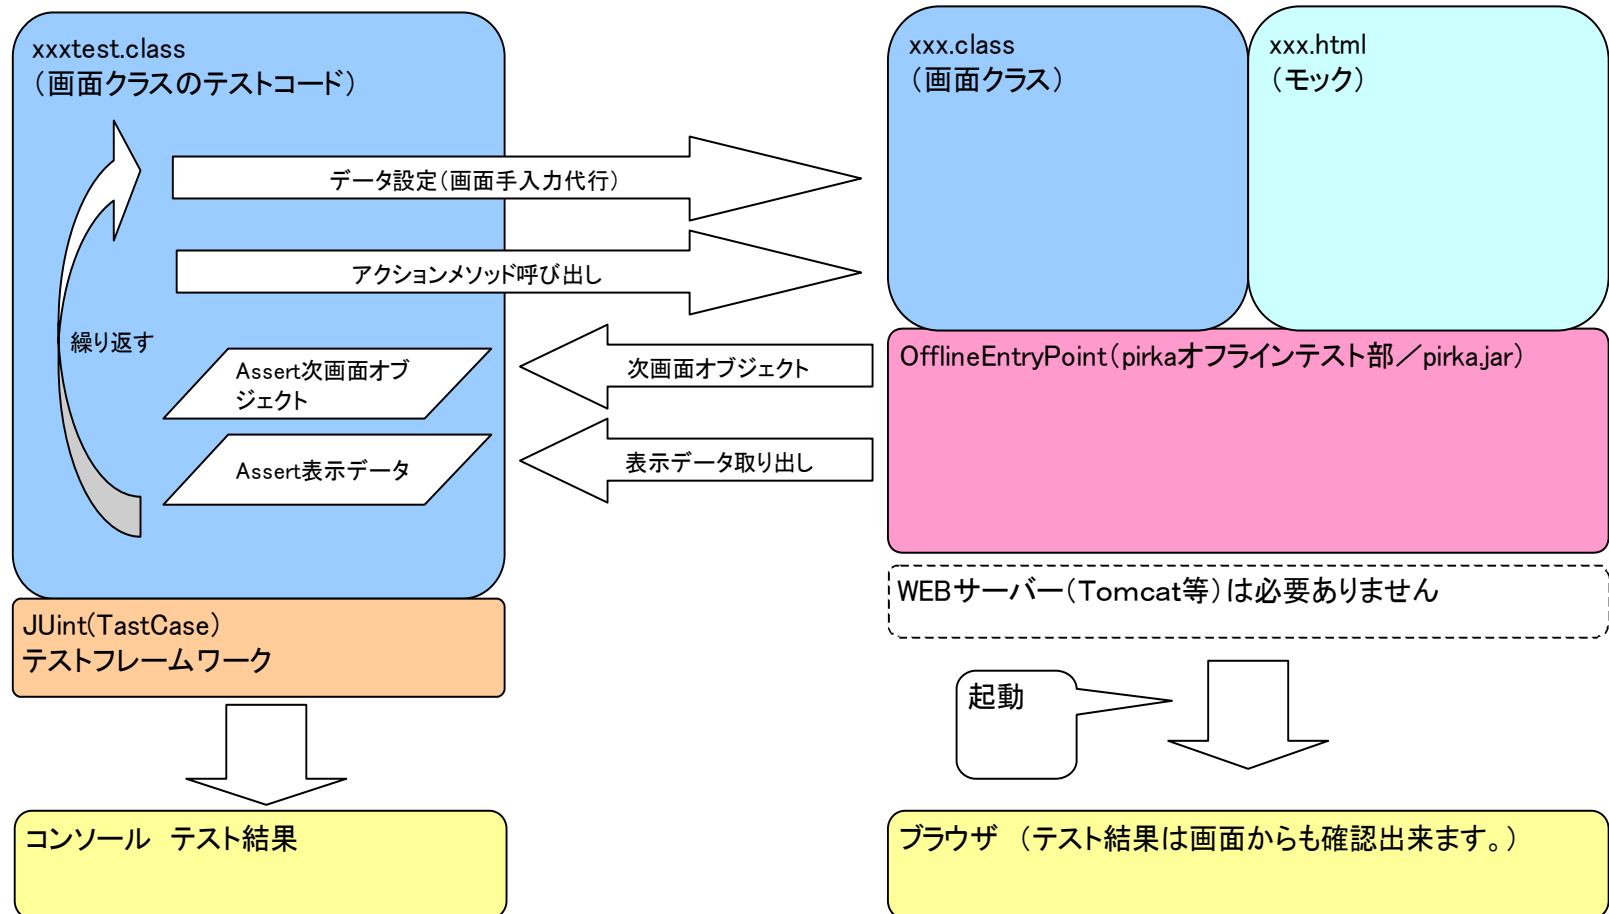 xxxtest.class
（画面クラスのテストコード）
データ設定（画面手入力代行）
アクションメソッド呼び出し
繰り返す
Assert次画面オブ
ジェクト
Assert表示データ
次画面オブジェクト
表示データ取り出し
JUint(TastCase)
テストフレームワーク
コンソール　テスト結果
xxx.class
（画面クラス）
xxx.html
（モック）
OfflineEntryPoint（pirkaオフラインテスト部／pirka.jar）
WEBサーバー（Tomcat等）は必要ありません
起動
ブラウザ　（テスト結果は画面からも確認出来ます。）